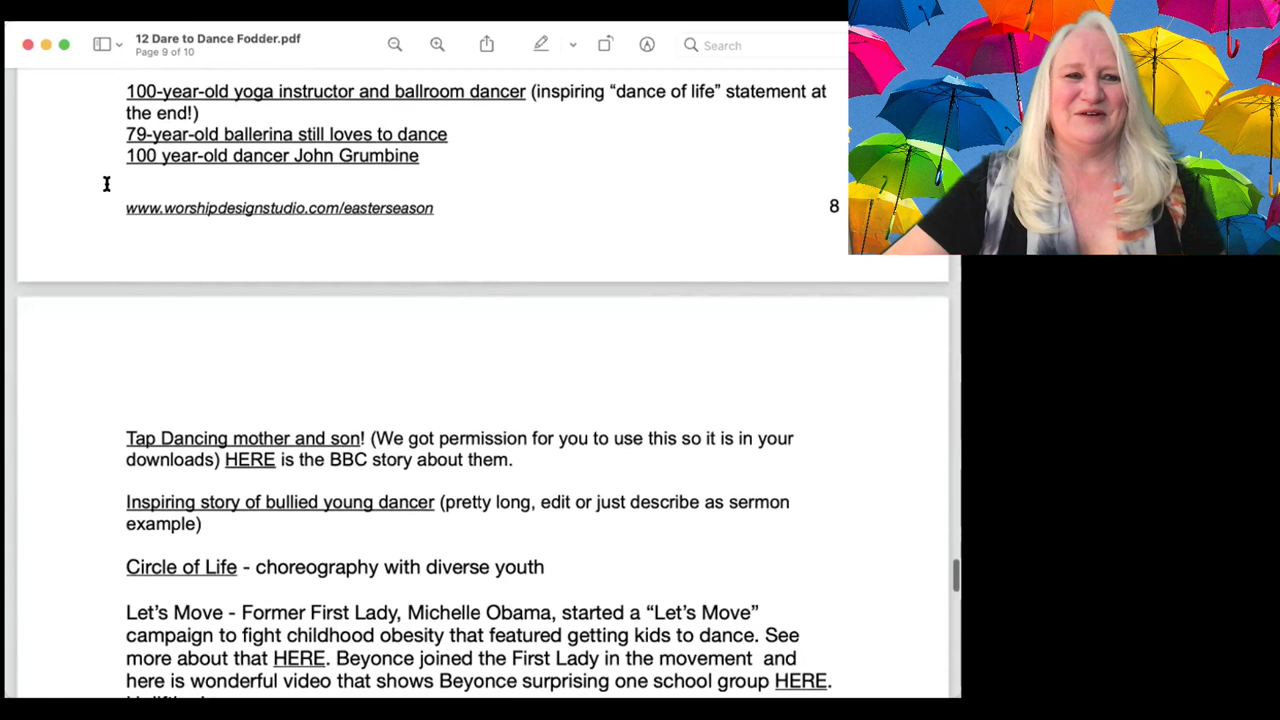 12 Dare to Dance Fodder.pdf
Page 9 of 10
Search
100-year-old yoga instructor and ballroom dancer (inspiring “dance of life” statement at
the end!)
79-year-old ballerina still loves to dance
100 year-old dancer John Grumbine
www.worshipdesignstudio.com/easterseason
8
Tap Dancing mother and son! (We got permission for you to use this so it is in your
downloads) HERE is the BBC story about them.
Inspiring story of bullied young dancer (pretty long, edit or just describe as sermon
example)
Circle of Life - choreography with diverse youth
Let’s Move - Former First Lady, Michelle Obama, started a “Let’s Move”
campaign to fight childhood obesity that featured getting kids to dance. See
more about that HERE. Beyonce joined the First Lady in the movement  and
here is wonderful video that shows Beyonce surprising one school group HERE.